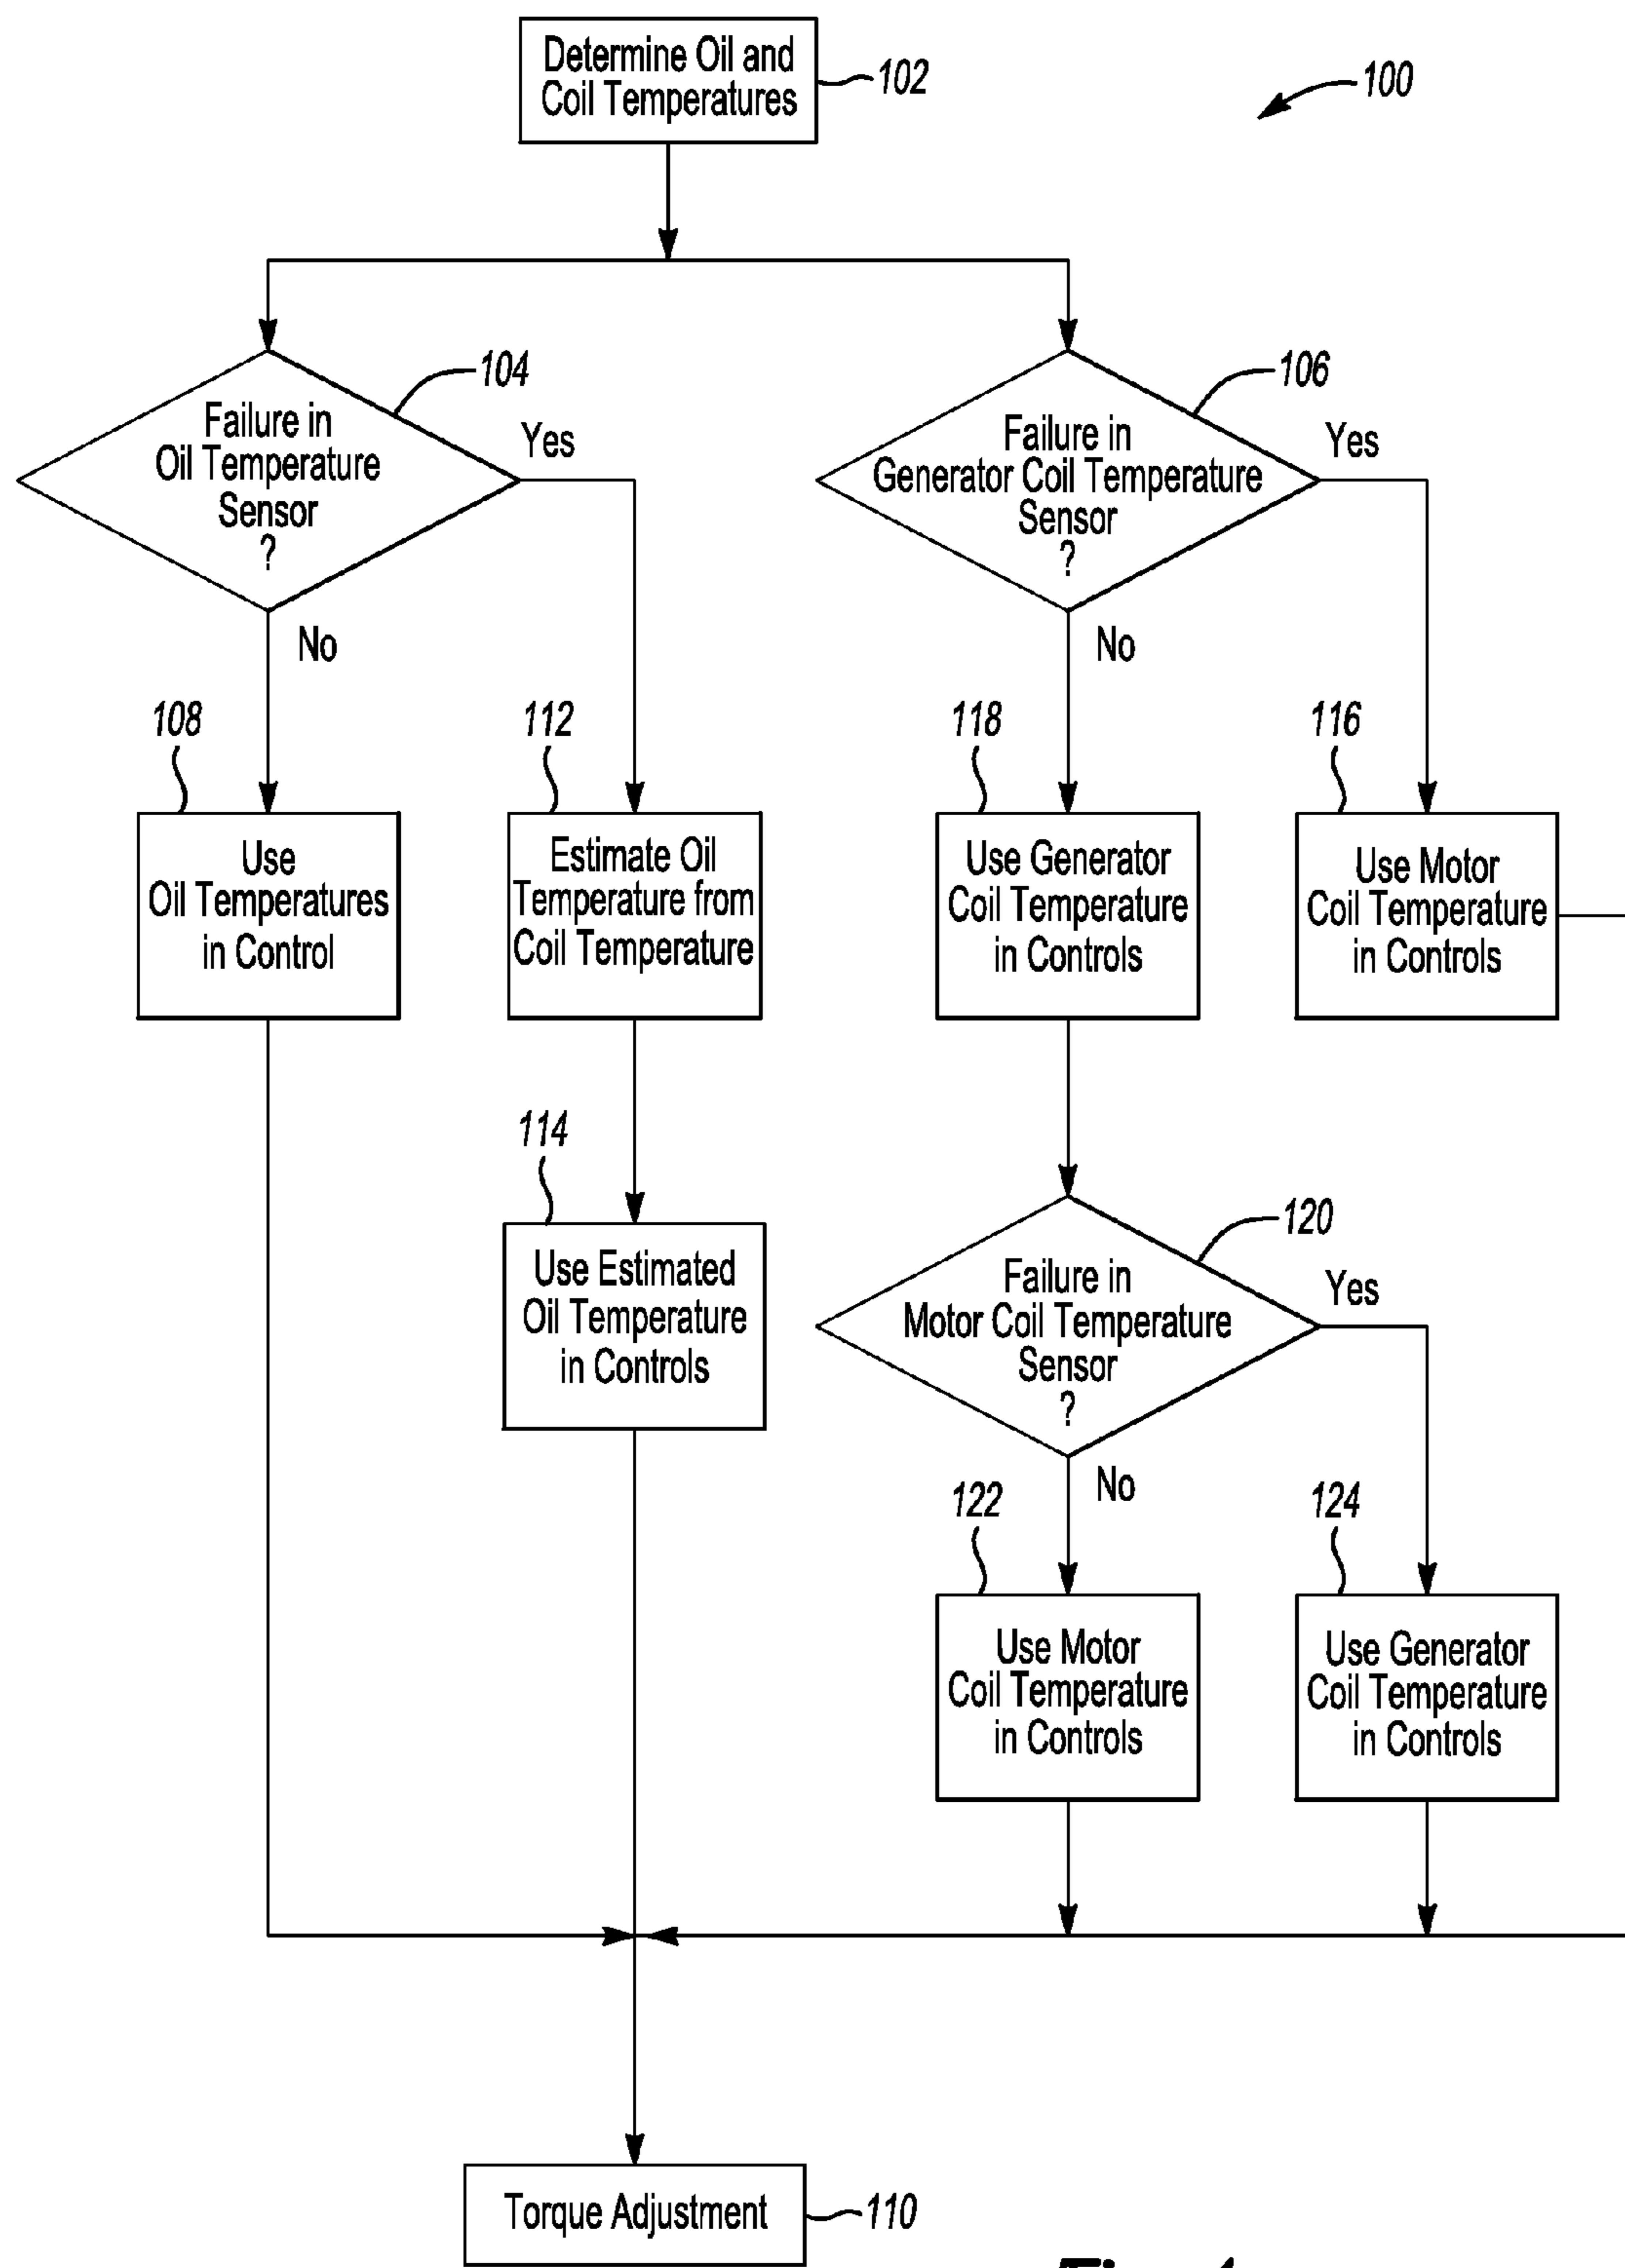 Determine Oil and
Coil Temperatures
102
100
104
Failure in
Oil Temperature
Sensor
?
Yes
No
106
Failure in
Generator Coil Temperature
Sensor
?
Yes
No
108
Use
Oil Temperatures
in Control
112
Estimate Oil
Temperature from
Coil Temperature
118
Use Generator
Coil Temperature
in Controls
116
Use Motor
Coil Temperature
in Controls
114
Use Estimated
Oil Temperature
in Controls
120
Failure in
Motor Coil Temperature
Sensor
?
Yes
No
122
Use Motor
Coil Temperature
in Controls
124
Use Generator
Coil Temperature
in Controls
Torque Adjustment
110